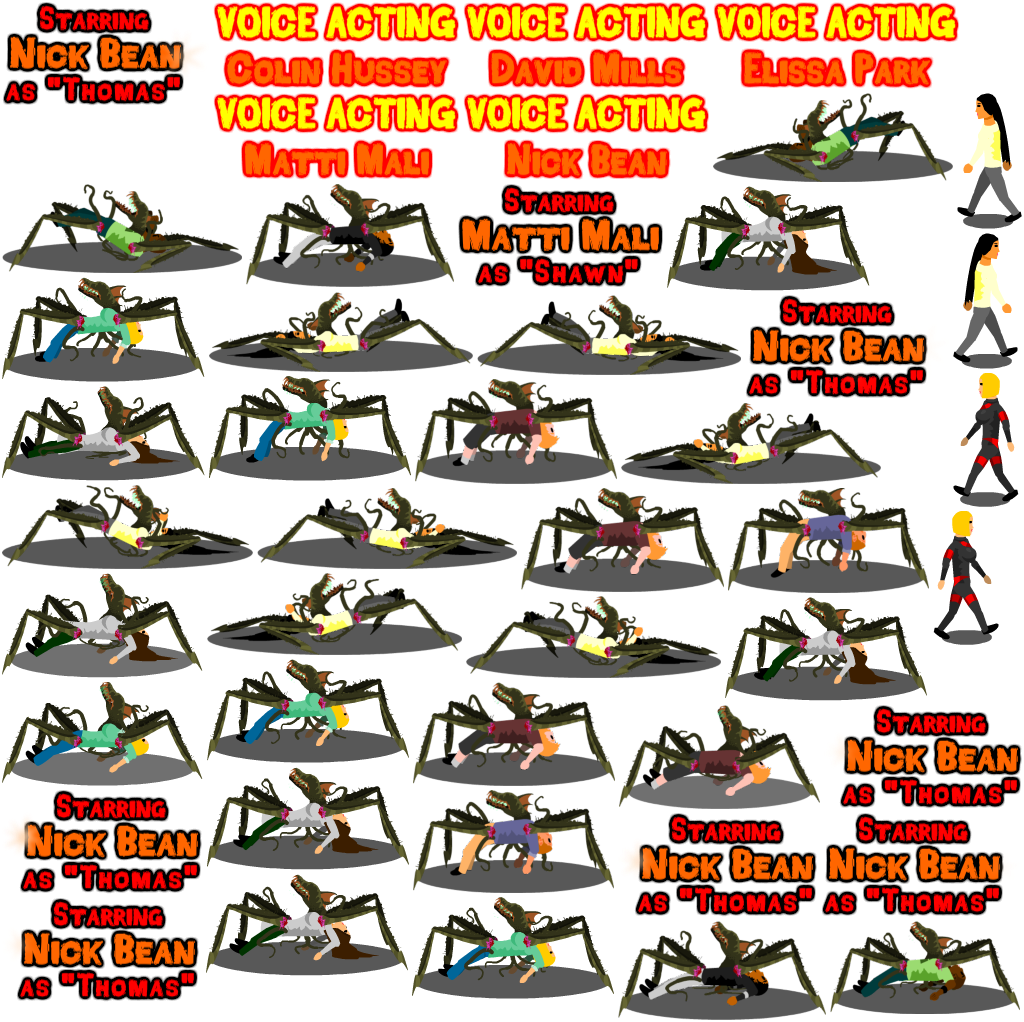 Starring
Nick Bean
as "Thomas"
VOICE ACTING VOICE ACTING VOICE ACTING
Colin Hussey David Mills Elissa Park
VOICE ACTING VOICE ACTING
Matti Mali Nick Bean
Starring
Matti Mali
as "Shawn"
Starring
Nick Bean
as "Thomas"
Starring
Nick Bean
as "Thomas"
Starring
Nick Bean
as "Thomas"
Starring Starring
Nick Bean Nick Bean
as "Thomas" as "Thomas"
Starring
Nick Bean
as "Thomas"